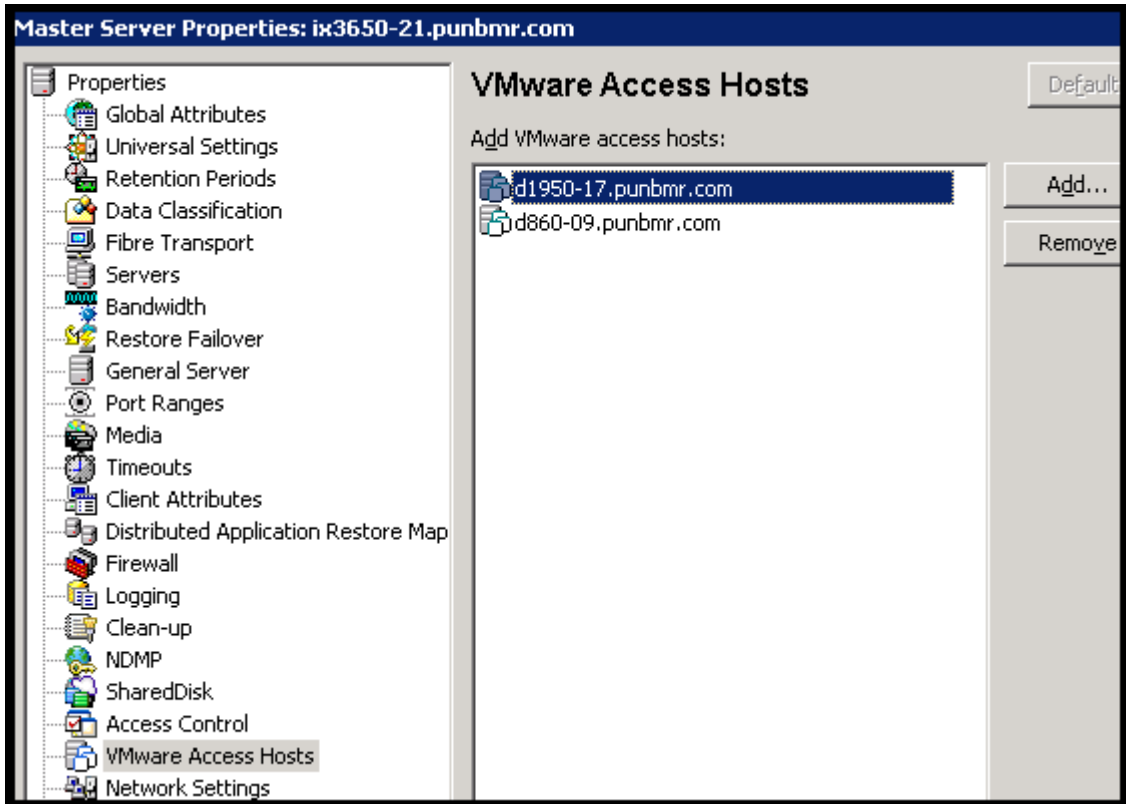 Master Server Properties: ix3650-21.punbmr.com
Properties
Global Attributes
Universal Settings
Retention Periods
Data Classification
Fibre Transport
Servers
Bandwidth
Restore Failover
General Server
Port Ranges
Media
Timeouts
Client Attributes
Distributed Application Restore Map
Firewall
Logging
Clean-up
NDMP
SharedDisk
Access Control
VMware Access Hosts
Network Settings
VMware Access Hosts
Add VMware access hosts:
d1950-17.punbmr.com
d860-09.punbmr.com
Default
Add...
Remove